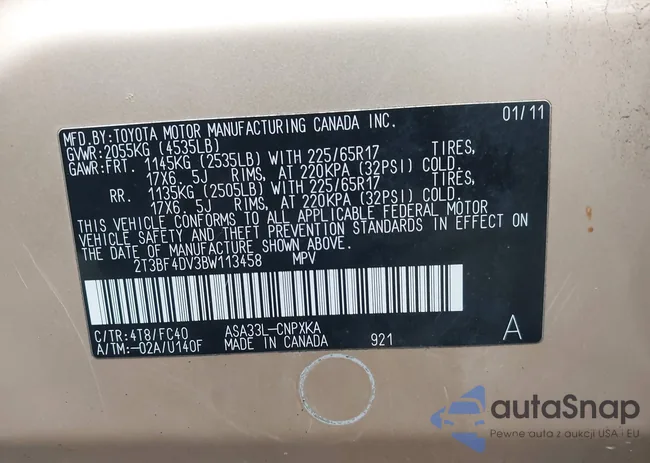 MFD.BY:TOYOTA MOTOR MANUFACTURING CANADA INC. 01/11
GVWR:2055KG (4535LB)
GAWR:FRT. 1145KG (2535LB) WITH 225/65R17 TIRES,
17X6.5J RIMS, AT 220KPA (32PSI) COLD.
RR. 1135KG (2505LB) WITH 225/65R17 TIRES,
17X6.5J RIMS, AT 220KPA (32PSI) COLD.
THIS VEHICLE CONFORMS TO ALL APPLICABLE FEDERAL MOTOR
VEHICLE SAFETY AND THEFT PREVENTION STANDARDS IN EFFECT ON
THE DATE OF MANUFACTURE SHOWN ABOVE.
2T3BF4DV3BW113458 MPV
C/TR:4T8/FC40 ASA33L-CNPXKA
A/TM:-02A/U140F MADE IN CANADA 921 A
autaSnap
Pewne auta z aukcji USA i EU